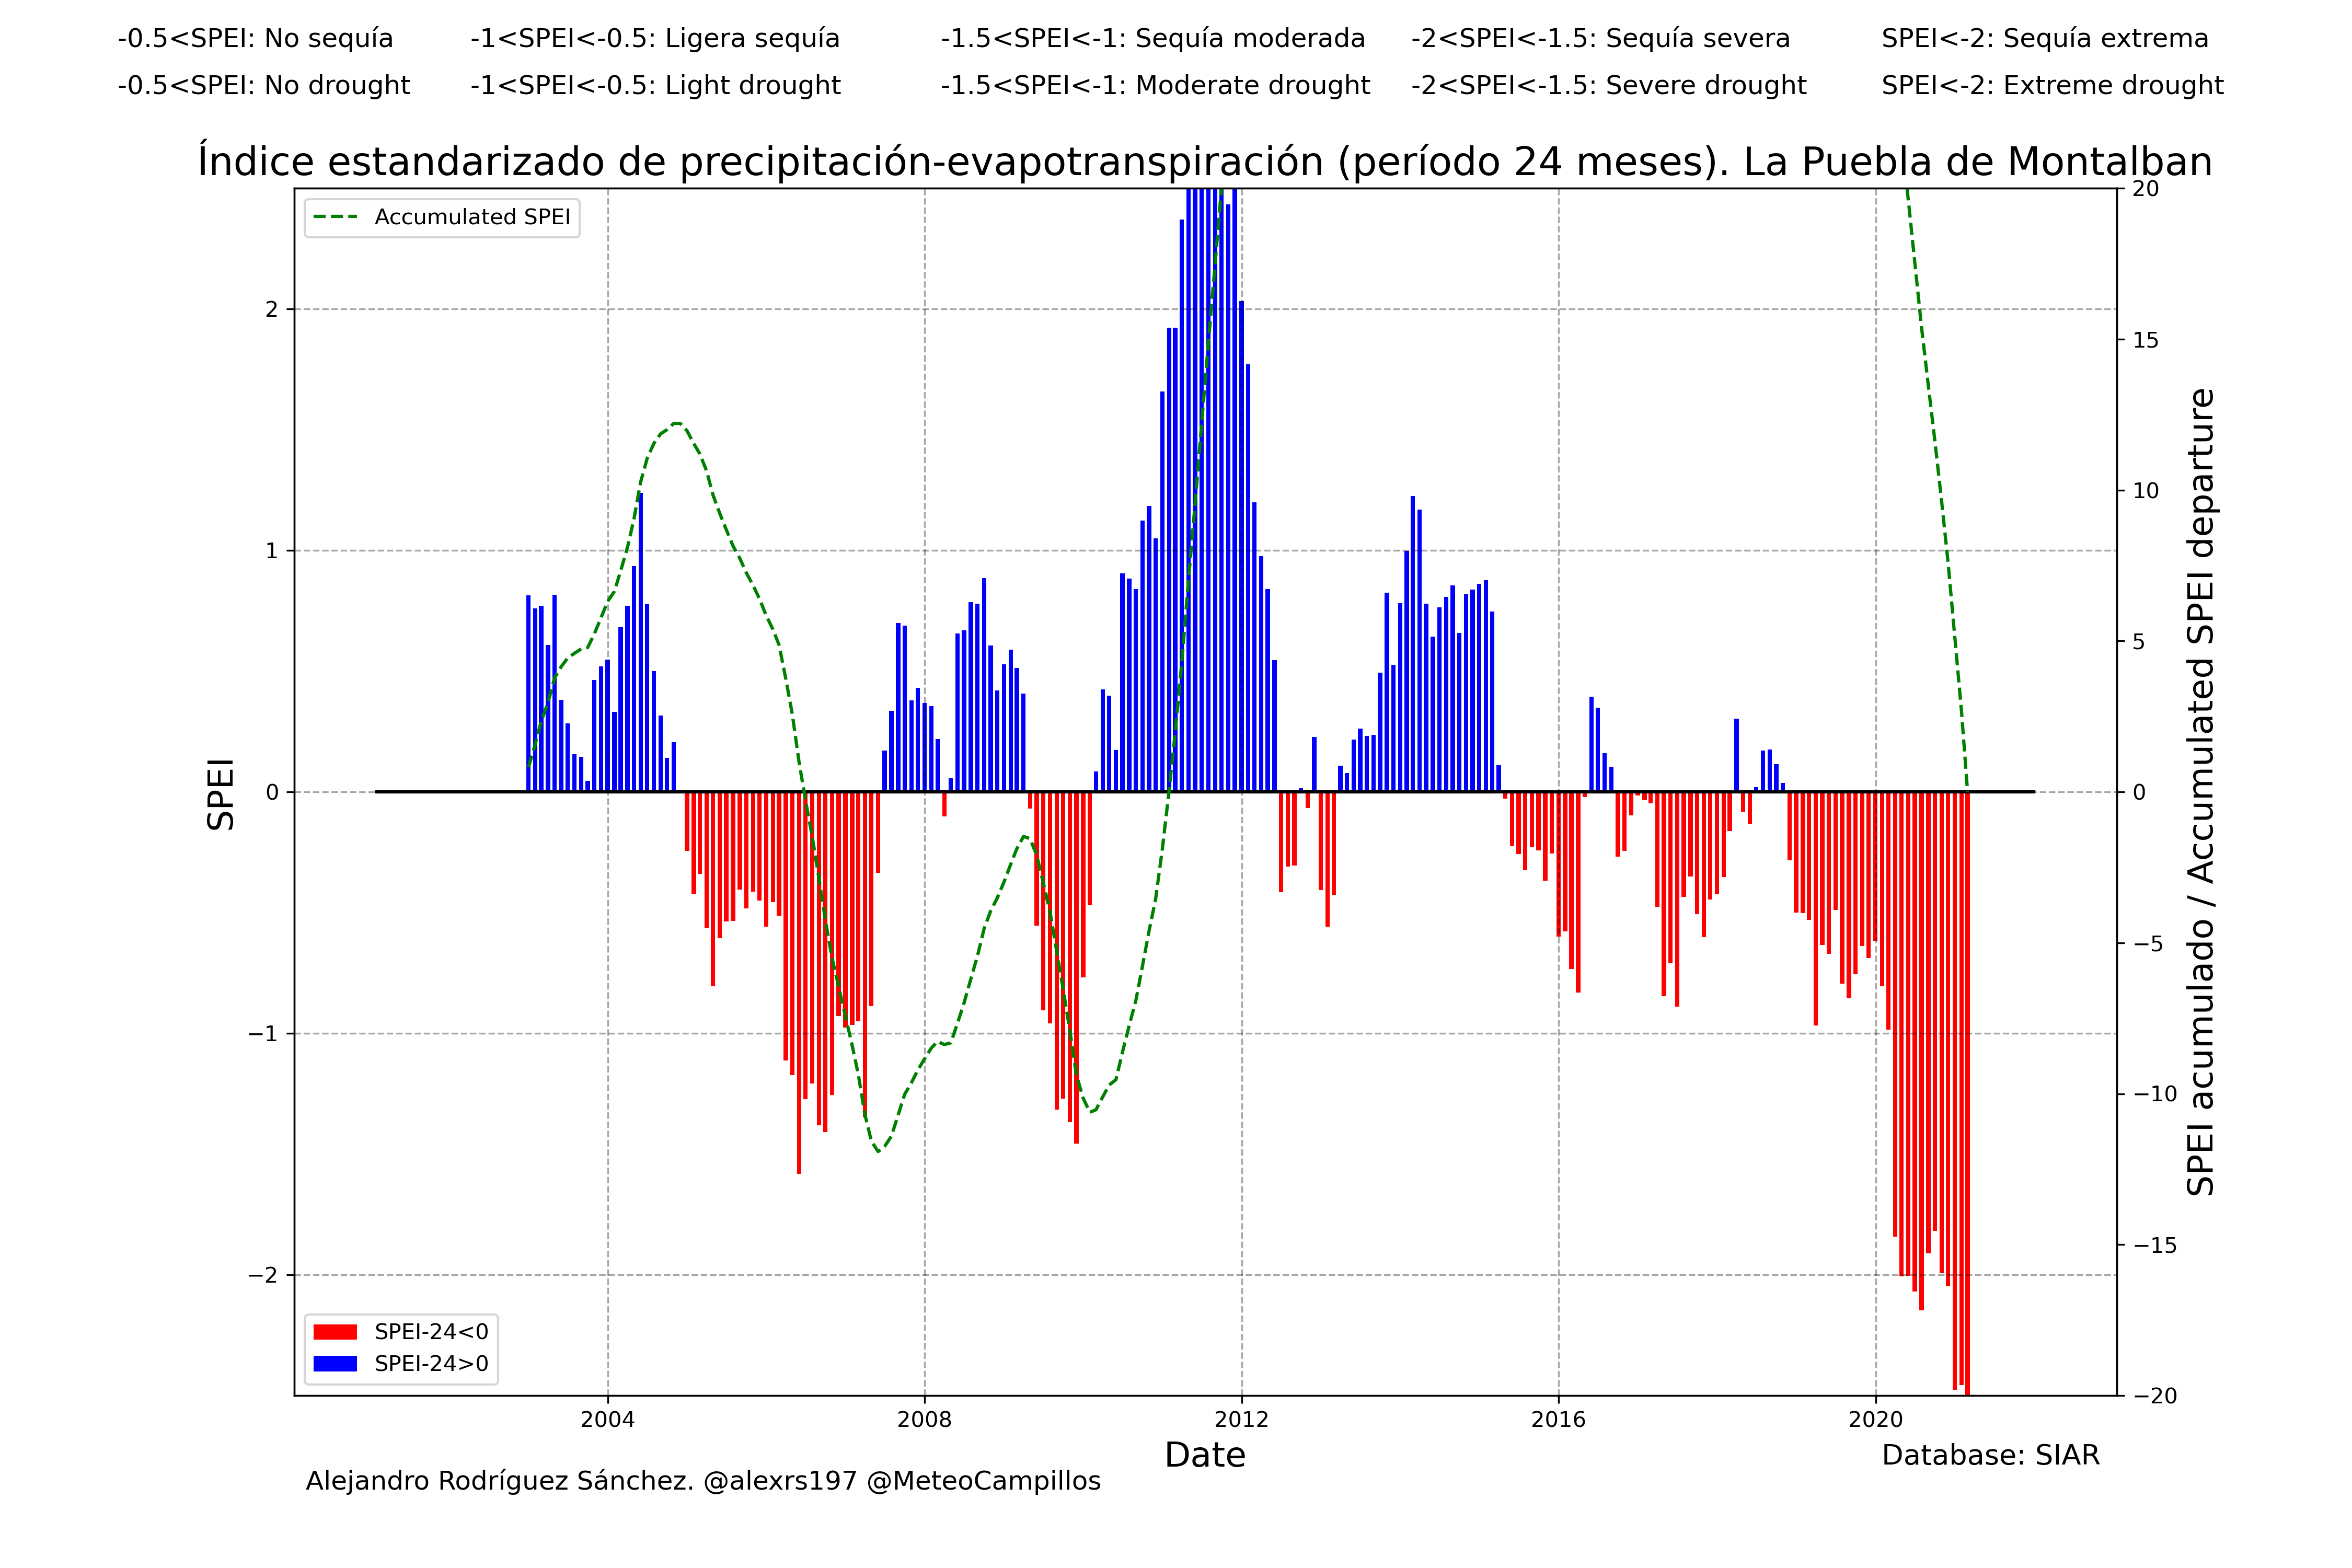 -0.5<SPEI: No sequía -1<SPEI<-0.5: Ligera sequía -1.5<SPEI<-1: Sequía moderada -2<SPEI<-1.5: Sequía severa SPEI<-2: Sequía extrema
-0.5<SPEI: No drought -1<SPEI<-0.5: Light drought -1.5<SPEI<-1: Moderate drought -2<SPEI<-1.5: Severe drought SPEI<-2: Extreme drought
Índice estandarizado de precipitación-evapotranspiración (período 24 meses). La Puebla de Montalban
Accumulated SPEI
2
1
0
−1
−2
SPEI
20
15
10
5
0
−5
−10
−15
−20
SPEI acumulado / Accumulated SPEI departure
SPEI-24<0
SPEI-24>0
2004 2008 2012 2016 2020
Date
Database: SIAR
Alejandro Rodríguez Sánchez. @alexrs197 @MeteoCampillos